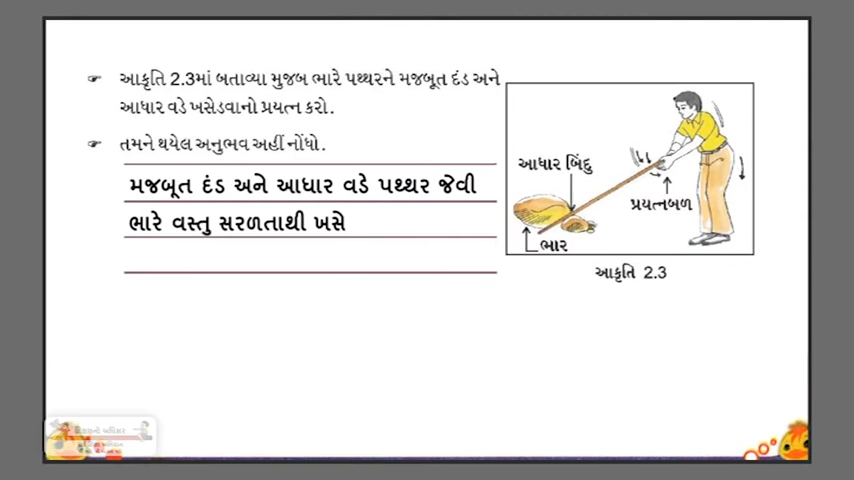 ☞ આકૃતિ 2.3માં બતાવ્યા મુજબ ભારે પથ્થરને મજબૂત દંડ અને
આધાર વડે ખસેડવાનો પ્રયત્ન કરો.
☞ તમને થયેલ અનુભવ અહીં નોંધો.
મજબૂત દંડ અને આધાર વડે પથ્થર જેવી
ભારે વસ્તુ સરળતાથી ખસે
આધાર બિંદુ
પ્રયત્નબળ
ભાર
આકૃતિ 2.3